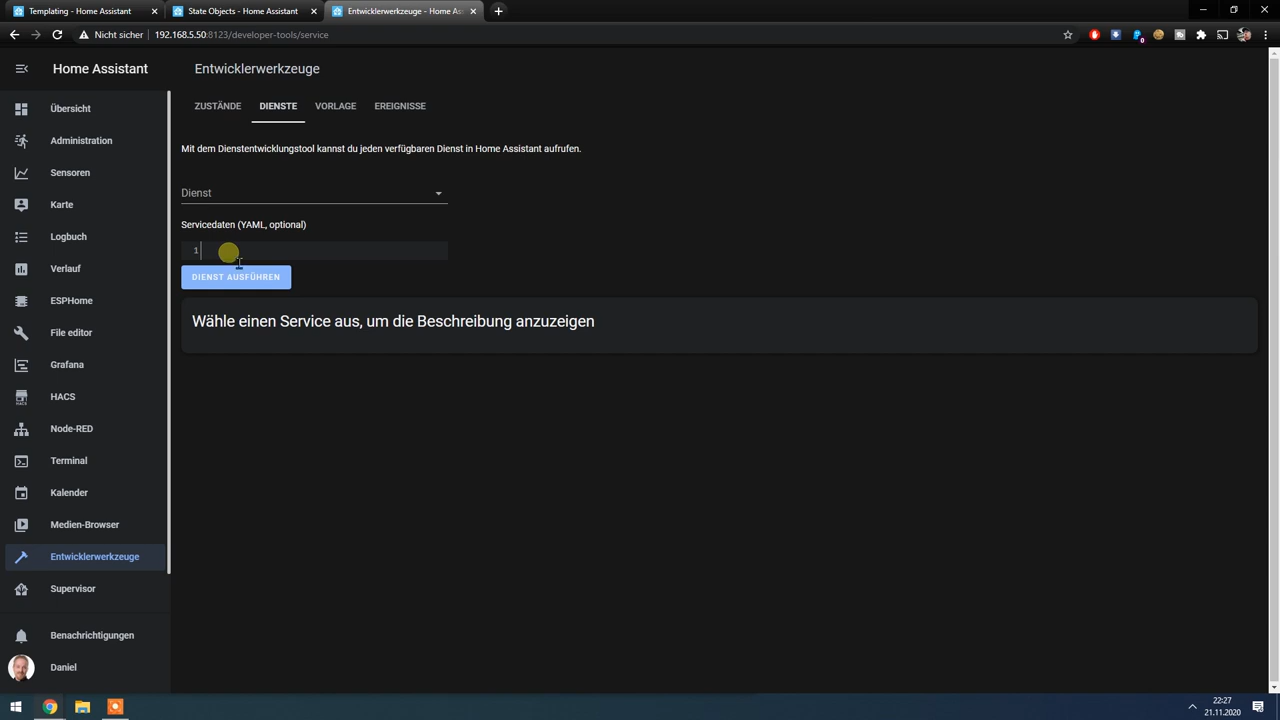 Templating - Home Assistant
State Objects - Home Assistant
Entwicklerwerkzeuge - Home Ass
Nicht sicher
192.168.5.50:8123/developer-tools/service
0
Home Assistant
Entwicklerwerkzeuge
ZUSTÄNDE
DIENSTE
VORLAGE
EREIGNISSE
Übersicht
Administration
Sensoren
Karte
Logbuch
Verlauf
ESPHome
File editor
Grafana
HACS
HACS
Node-RED
Terminal
Kalender
Medien-Browser
Entwicklerwerkzeuge
Supervisor
Benachrichtigungen
Daniel
Mit dem Dienstentwicklungstool kannst du jeden verfügbaren Dienst in Home Assistant aufrufen.
Dienst
Servicedaten (YAML, optional)
1
DIENST AUSFÜHREN
Wähle einen Service aus, um die Beschreibung anzuzeigen
22:27
21.11.2020